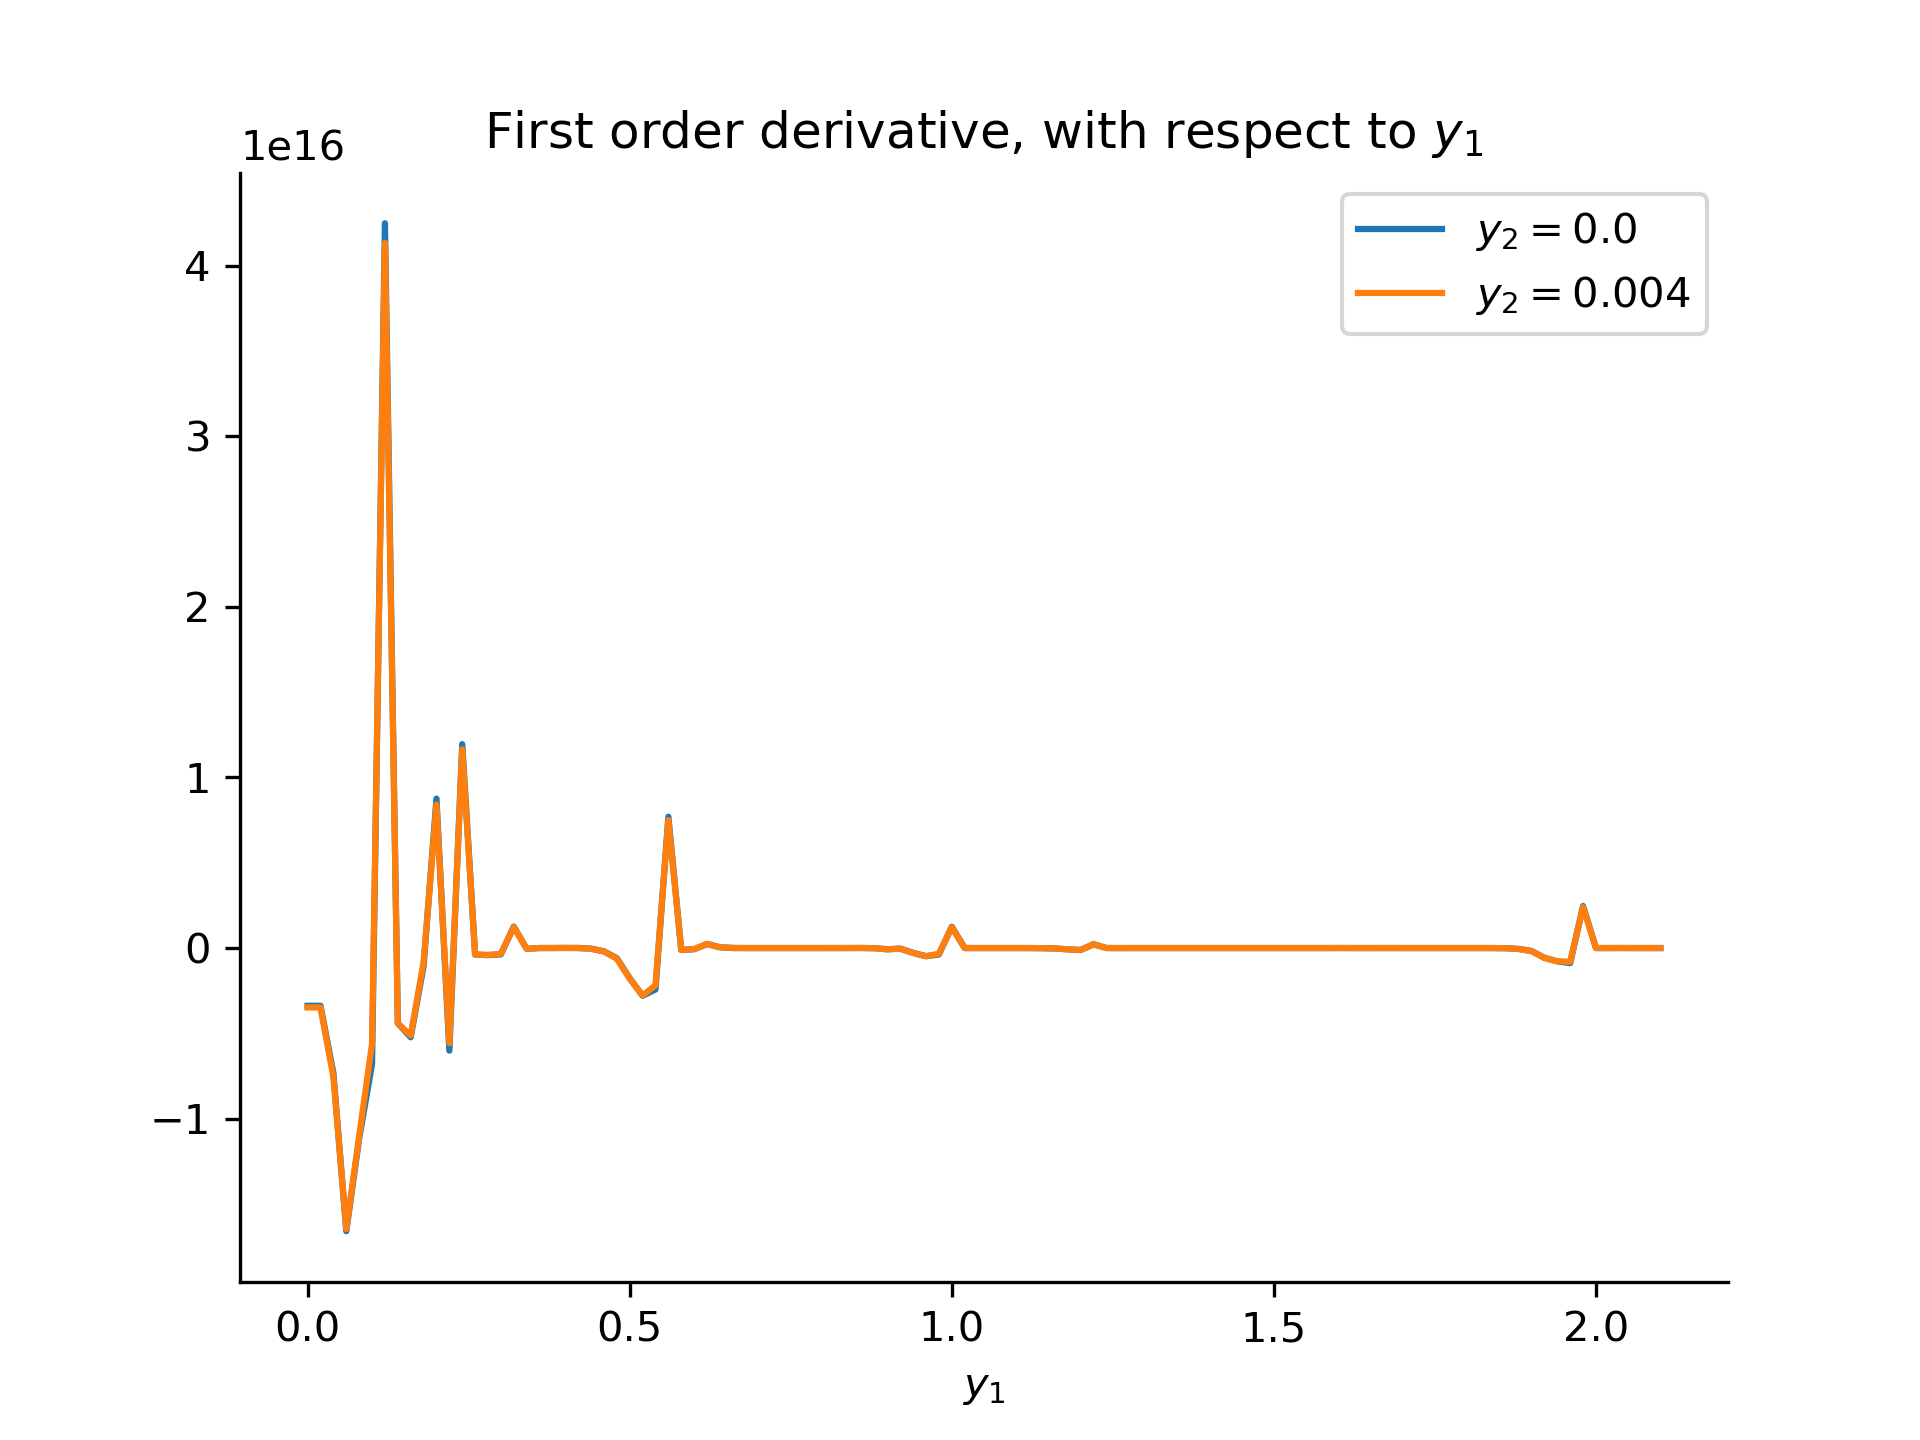 First order derivative, with respect to y₁
1e16
y₂ = 0.0
y₂ = 0.004
4
3
2
1
0
−1
0.0 0.5 1.0 1.5 2.0
y₁